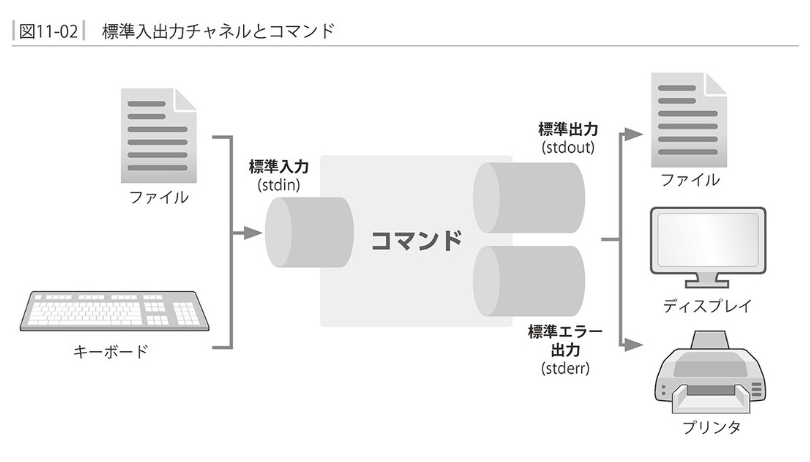 図11-02 標準入出力チャネルとコマンド
ファイル
キーボード
標準入力
(stdin)
コマンド
標準出力
(stdout)
標準エラー
出力
(stderr)
ファイル
ディスプレイ
プリンタ